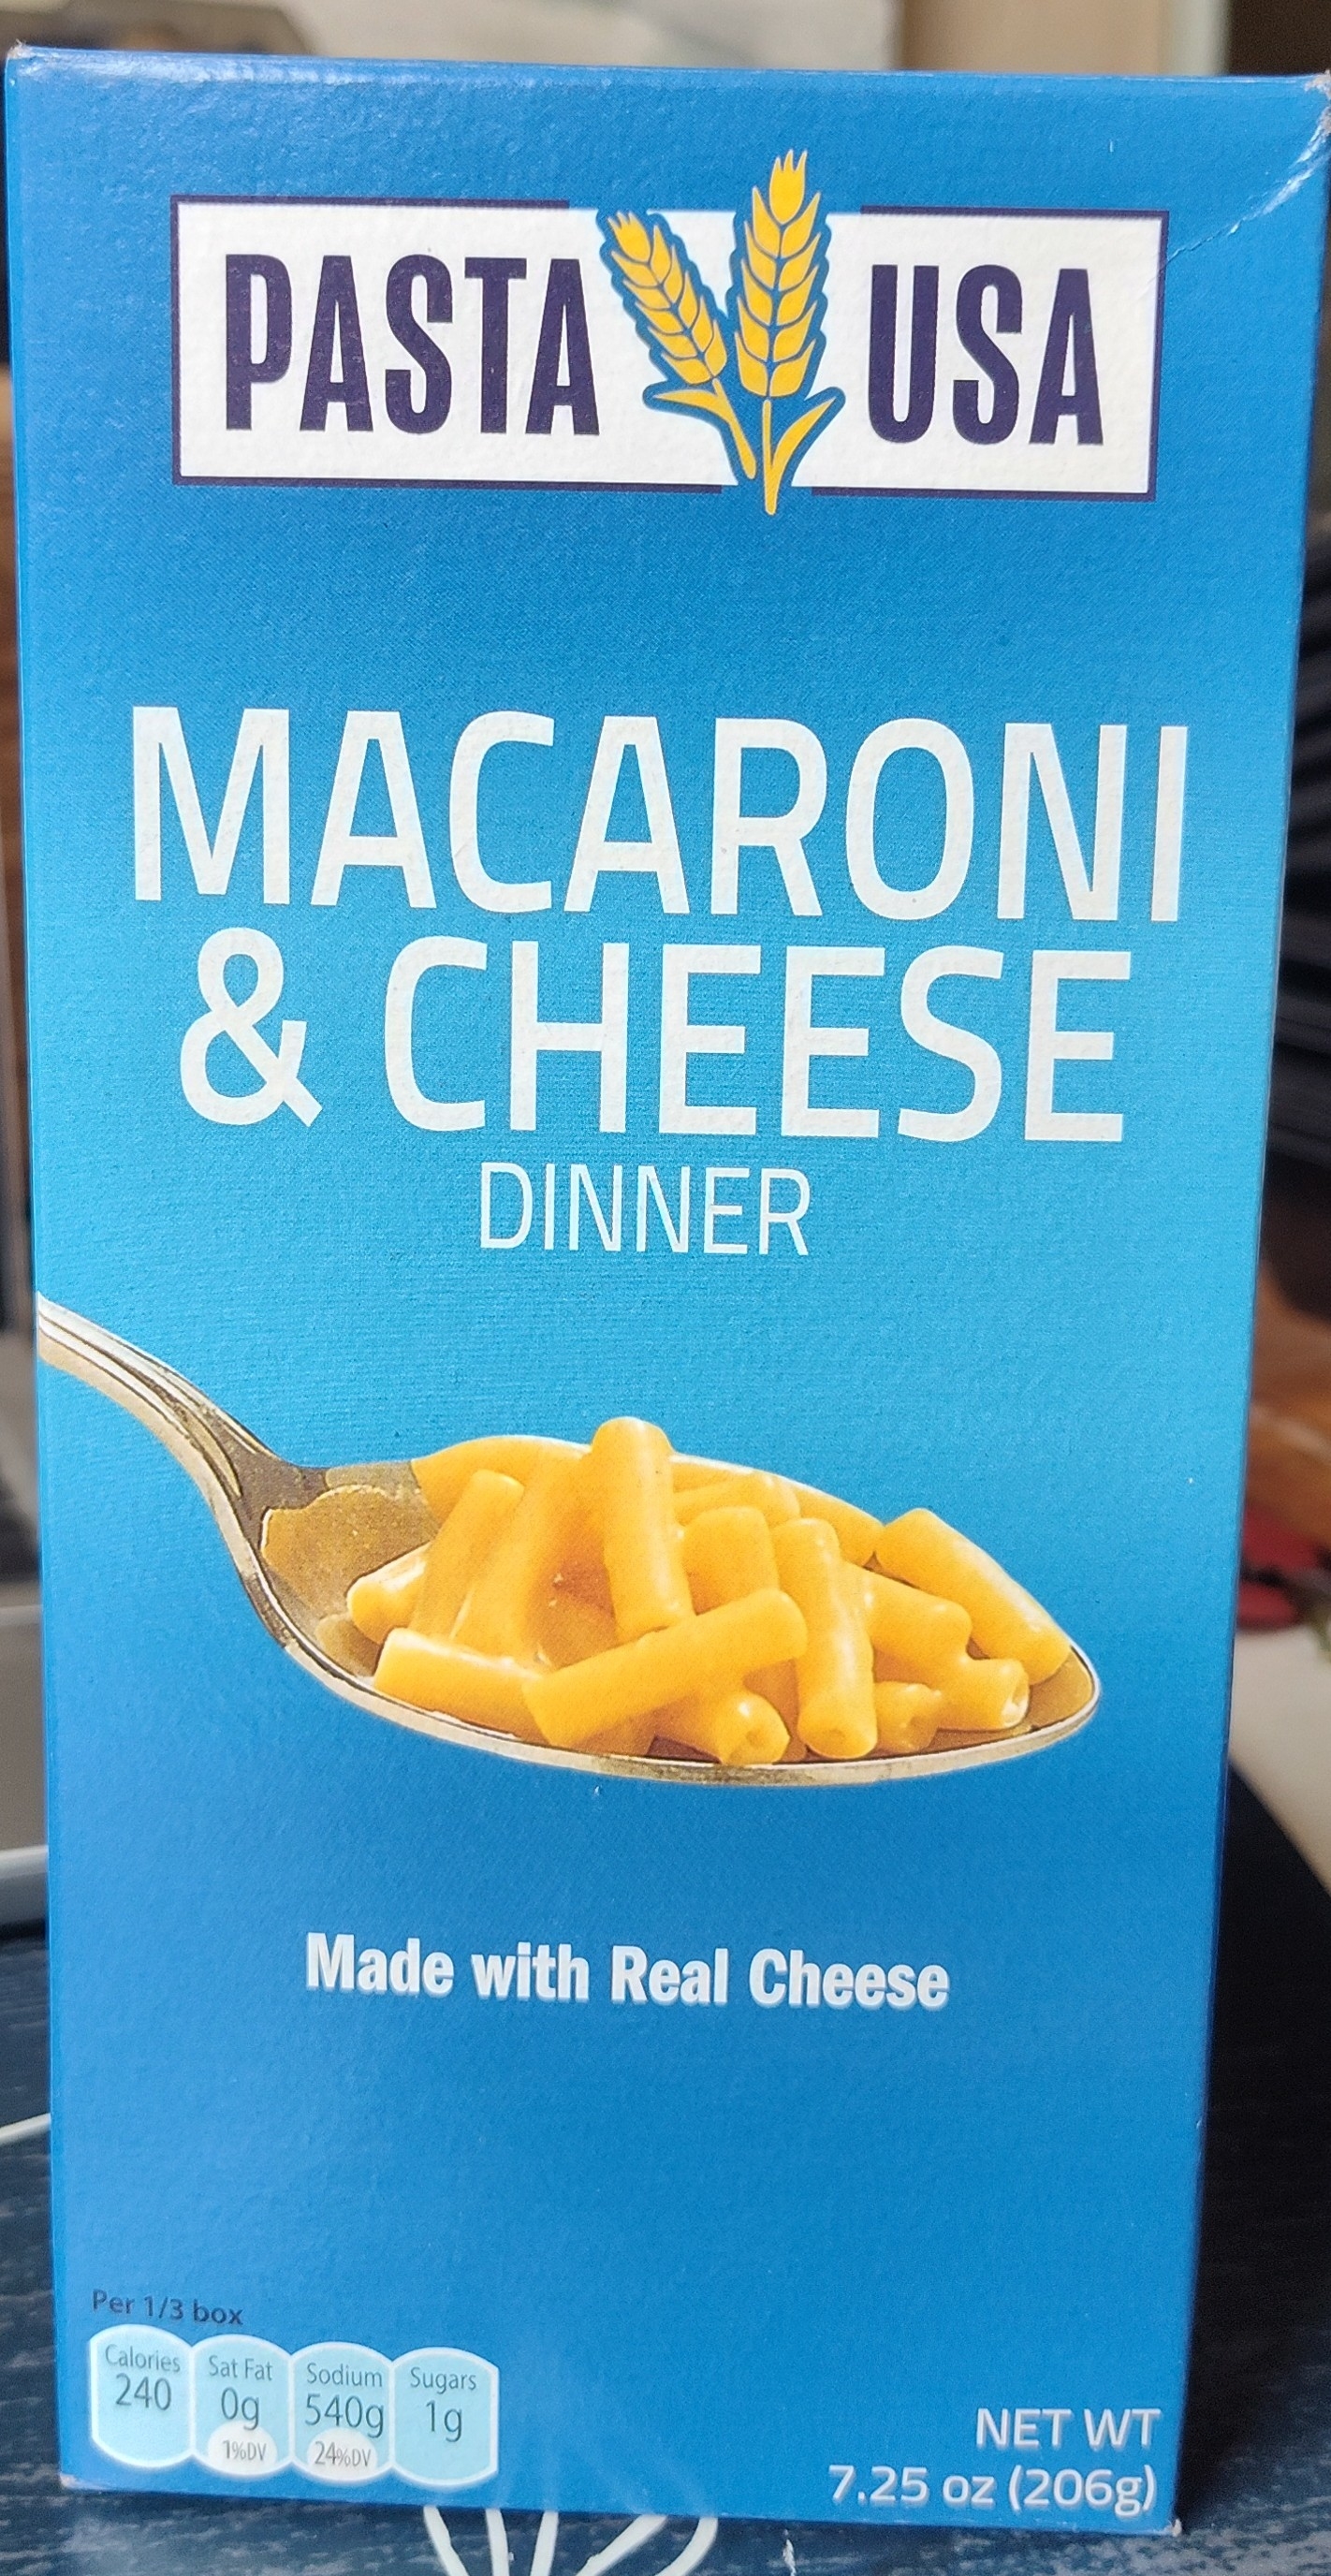 PASTA USA
MACARONI
& CHEESE
DINNER
Made with Real Cheese
Per 1/3 box
Calories
240
Sat Fat
0g
1%DV
Sodium
540g
24%DV
Sugars
1g
NET WT
7.25 oz (206g)